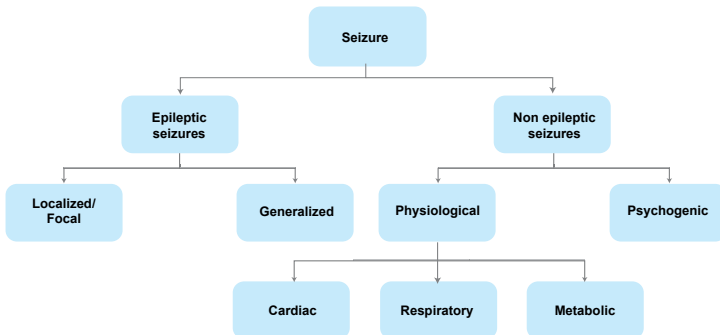 Seizure
Epileptic
seizures
Non epileptic
seizures
Localized/
Focal
Generalized
Physiological
Psychogenic
Cardiac
Respiratory
Metabolic